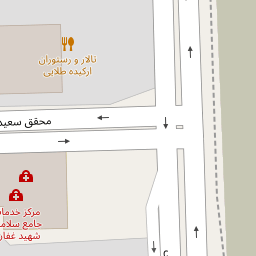 تالار و رستوران
ارکیده طلایی
محقق سعید
مرکز خدمات
جامع سلامت
شهید غفار